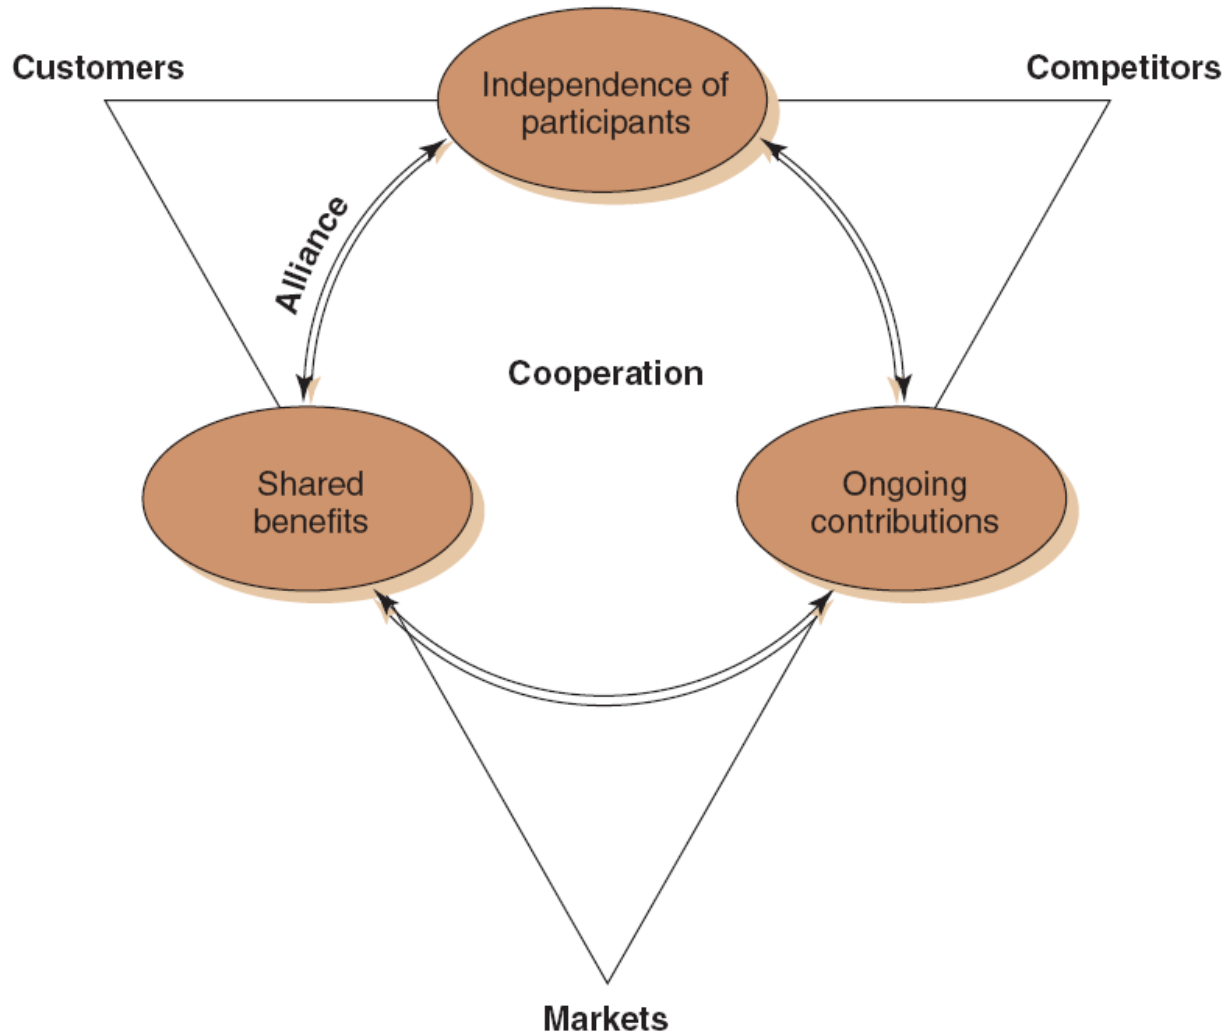 Customers
Competitors
Independence of
participants
Alliance
Cooperation
Shared
benefits
Ongoing
contributions
Markets